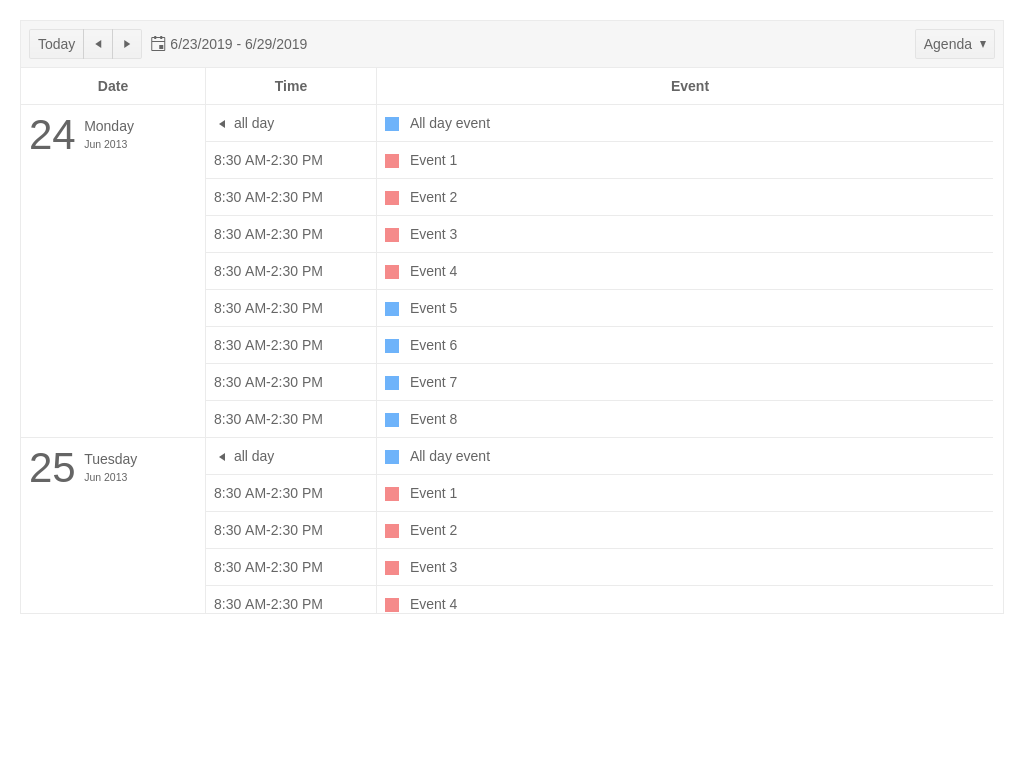 Today 6/23/2019 - 6/29/2019 Agenda
Date Time Event
24 Monday all day All day event
Jun 2013
8:30 AM-2:30 PM Event 1
8:30 AM-2:30 PM Event 2
8:30 AM-2:30 PM Event 3
8:30 AM-2:30 PM Event 4
8:30 AM-2:30 PM Event 5
8:30 AM-2:30 PM Event 6
8:30 AM-2:30 PM Event 7
8:30 AM-2:30 PM Event 8
25 Tuesday all day All day event
Jun 2013
8:30 AM-2:30 PM Event 1
8:30 AM-2:30 PM Event 2
8:30 AM-2:30 PM Event 3
8:30 AM-2:30 PM Event 4